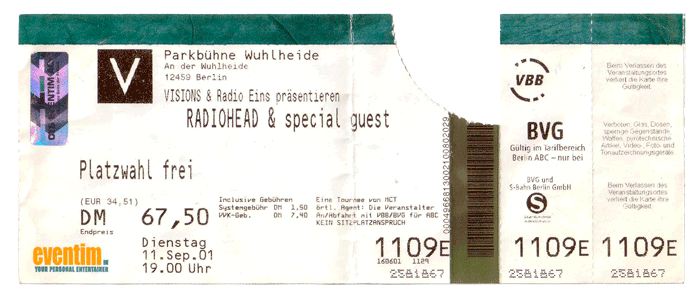 Parkbühne Wuhlheide
An der Wuhlheide
12459 Berlin
VISIONS & Radio Eins präsentieren
RADIOHEAD & special guest
Platzwahl frei
(EUR 34,51)
DM 67,50
Endpreis
Inclusive Gebühren
Systemgebühr DM 1,50
VVK-Geb. DM 7,40
Eine Tournee von MCT
örtl. Agent: Die Veranstalter
An/Abfahrt mit VBB/BVG für ABC
KEIN SITZPLATZANSPRUCH
Dienstag
11.Sep.01
19.00 Uhr
eventim
YOUR PERSONAL ENTERTAINER
1109E
160601 1129
2581867
VBB
BVG
Gültig im Tarifbereich
Berlin ABC – nur bei
BVG und
S-Bahn Berlin GmbH
S
1109E
2581867
Beim Verlassen des
Veranstaltungsortes
verliert die Karte ihre
Gültigkeit
Verboten: Glas, Dosen,
sperrige Gegenstände
Waffen, pyrotechnische
Artikel, Video-, Foto- und
Tonaufzeichnungsgeräte
Beim Verlassen des
Veranstaltungsortes
verliert die Karte ihre
Gültigkeit
1109E
2581867